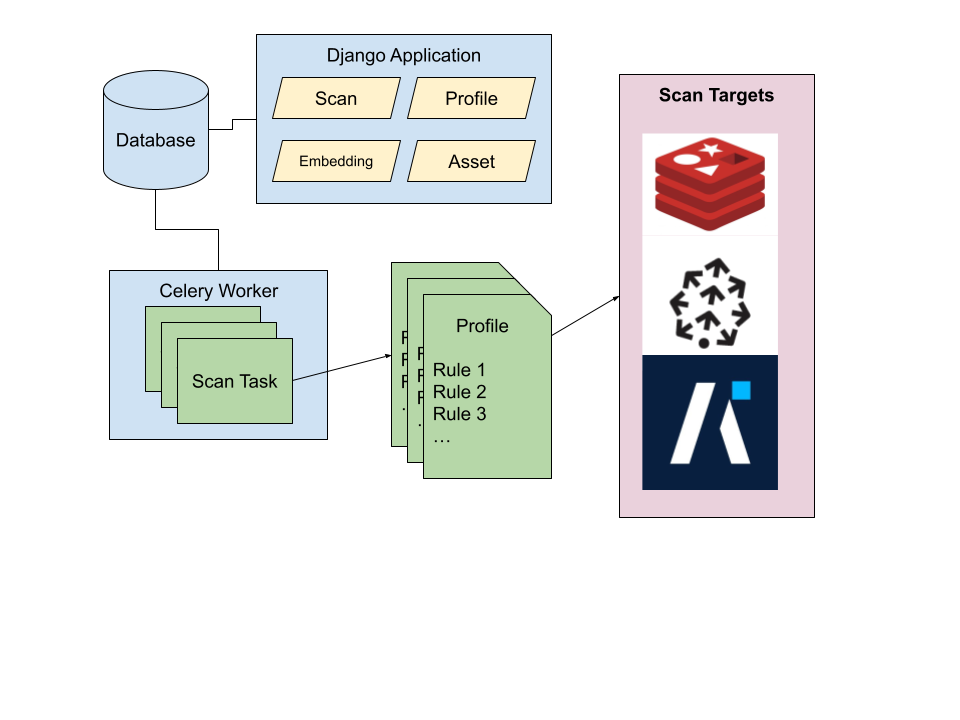 Django Application
Scan
Profile
Embedding
Asset
Database
Scan Targets
Celery Worker
Scan Task
Profile
Rule 1
Rule 2
Rule 3
…